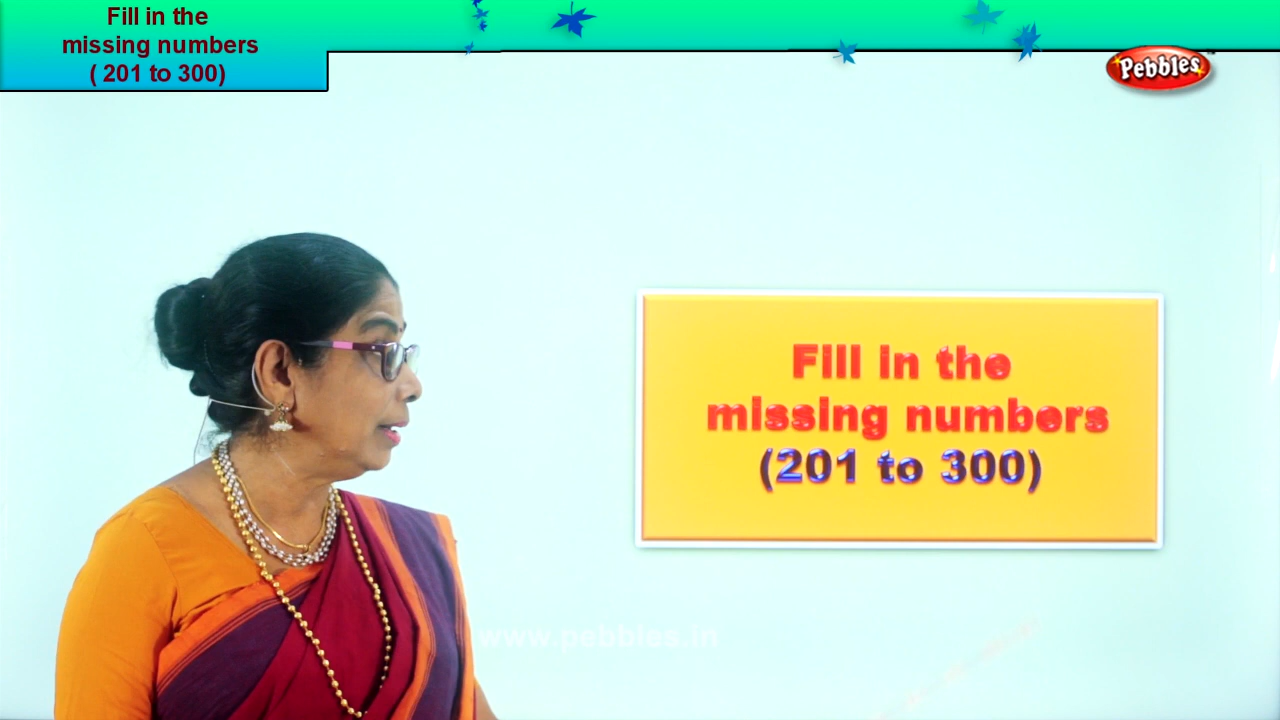 Fill in the
missing numbers
( 201 to 300)
Pebbles
Fill in the
missing numbers
(201 to 300)
www.pebbles.in